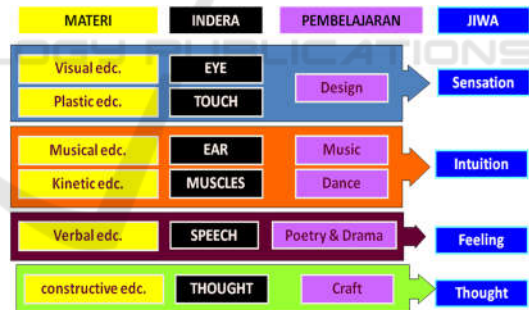 MATERI INDERA PEMBELAJARAN JIWA
Visual edc. EYE
Design Sensation
Plastic edc. TOUCH
Musical edc. EAR Music
Intuition
Kinetic edc. MUSCLES Dance
Verbal edc. SPEECH Poetry & Drama Feeling
constructive edc. THOUGHT Craft Thought